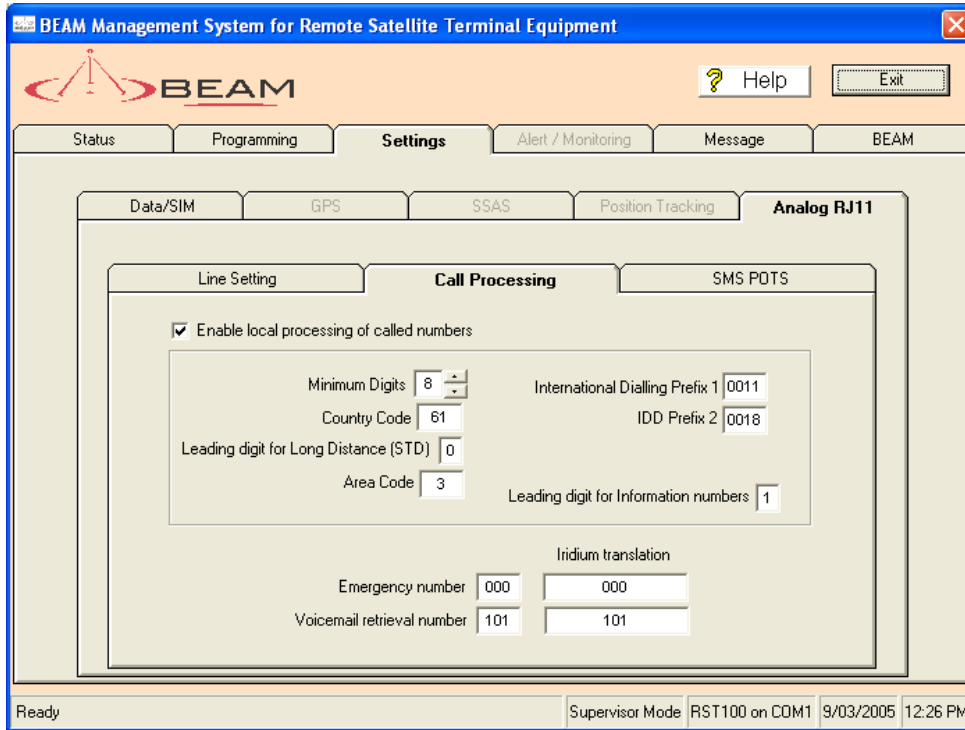 BEAM Management System for Remote Satellite Terminal Equipment
BEAM
? Help Exit
Status Programming Settings Alert / Monitoring Message BEAM
Data/SIM GPS SSAS Position Tracking Analog RJ11
Line Setting Call Processing SMS POTS
Enable local processing of called numbers
Minimum Digits 8 International Dialling Prefix 1 0011
Country Code 61 IDD Prefix 2 0018
Leading digit for Long Distance (STD) 0
Area Code 3 Leading digit for Information numbers 1
Iridium translation
Emergency number 000 000
Voicemail retrieval number 101 101
Ready Supervisor Mode RST100 on COM1 9/03/2005 12:26 PM